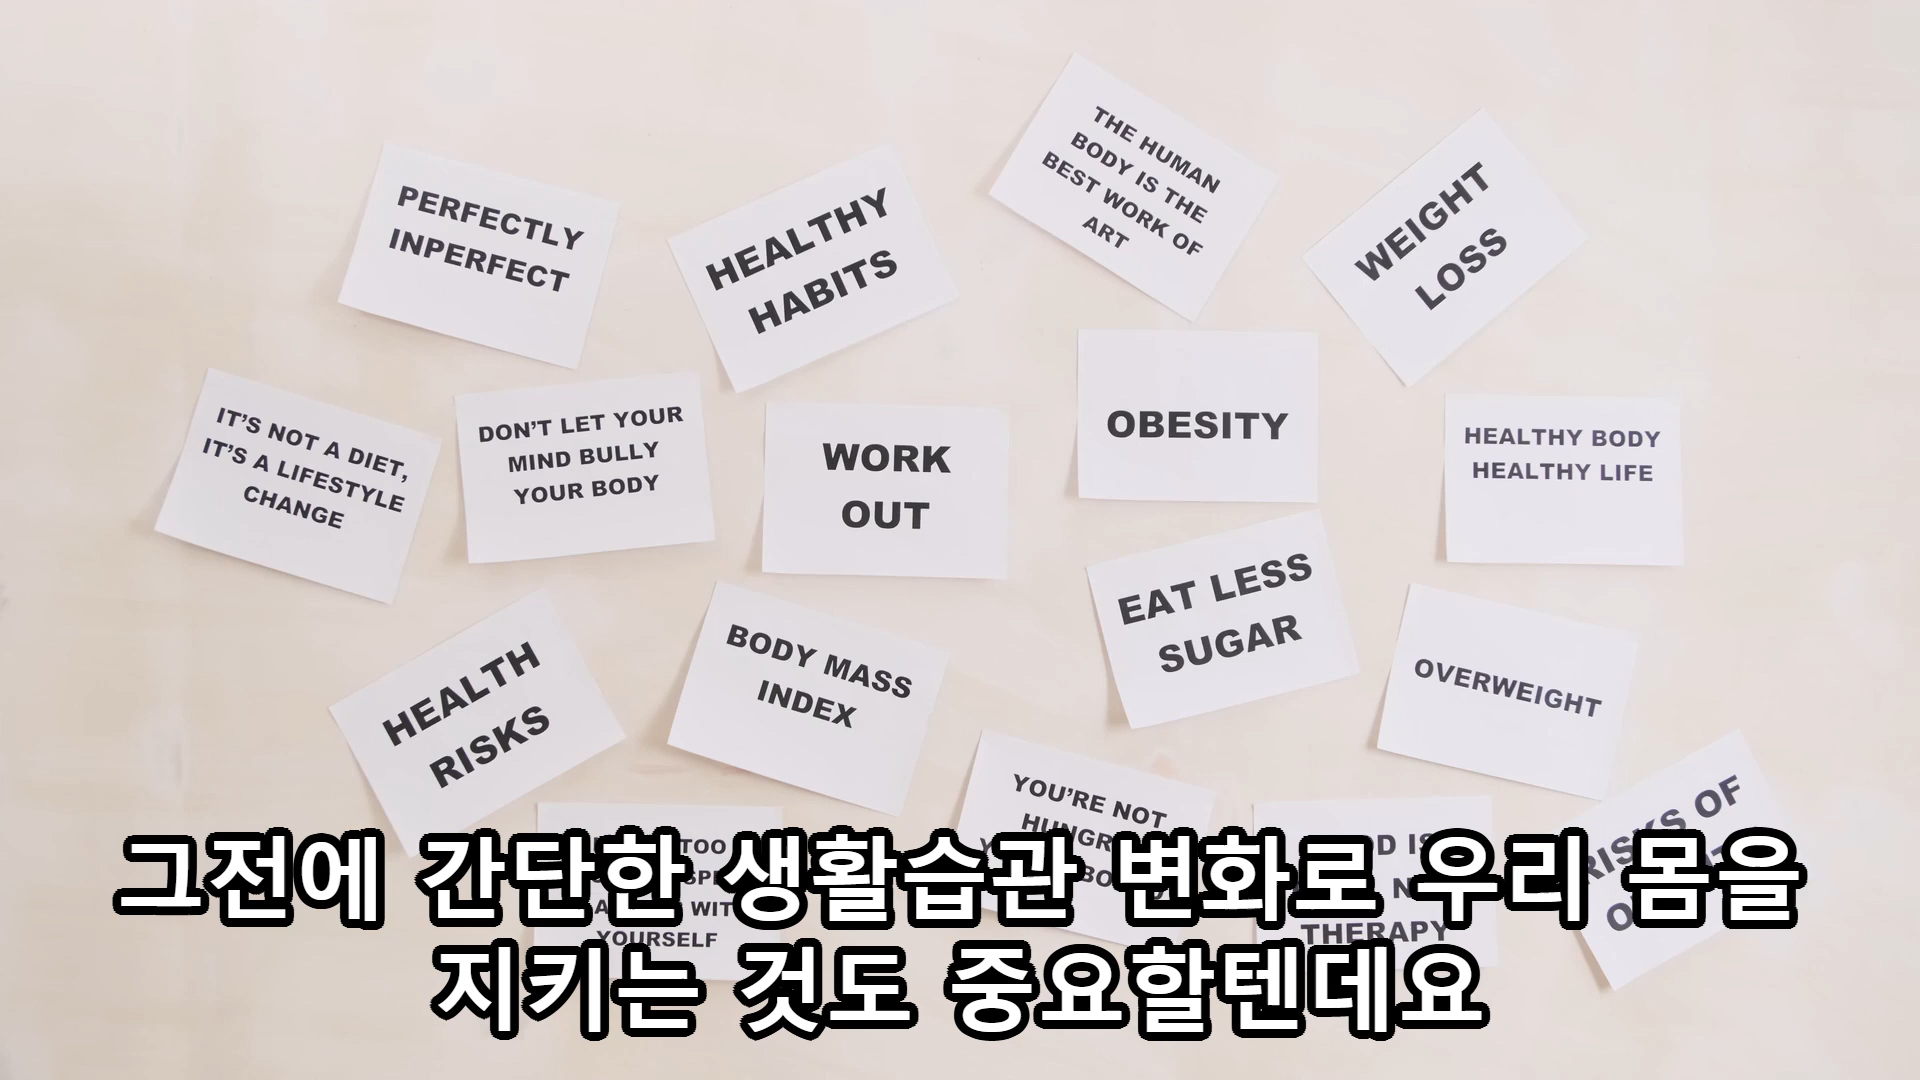 THE HUMAN
BODY IS THE
BEST WORK OF
ART
WEIGHT
LOSS
PERFECTLY
INPERFECT
HEALTHY
HABITS
IT'S NOT A DIET,
IT'S A LIFESTYLE
CHANGE
DON'T LET YOUR
MIND BULLY
YOUR BODY
WORK
OUT
OBESITY
HEALTHY BODY
HEALTHY LIFE
EAT LESS
SUGAR
HEALTH
RISKS
BODY MASS
INDEX
OVERWEIGHT
YOU'RE NOT
TOO
YOURSELF
THERAPY
RISKS OF
그전에 간단한 생활습관 변화로 우리 몸을
지키는 것도 중요할텐데요